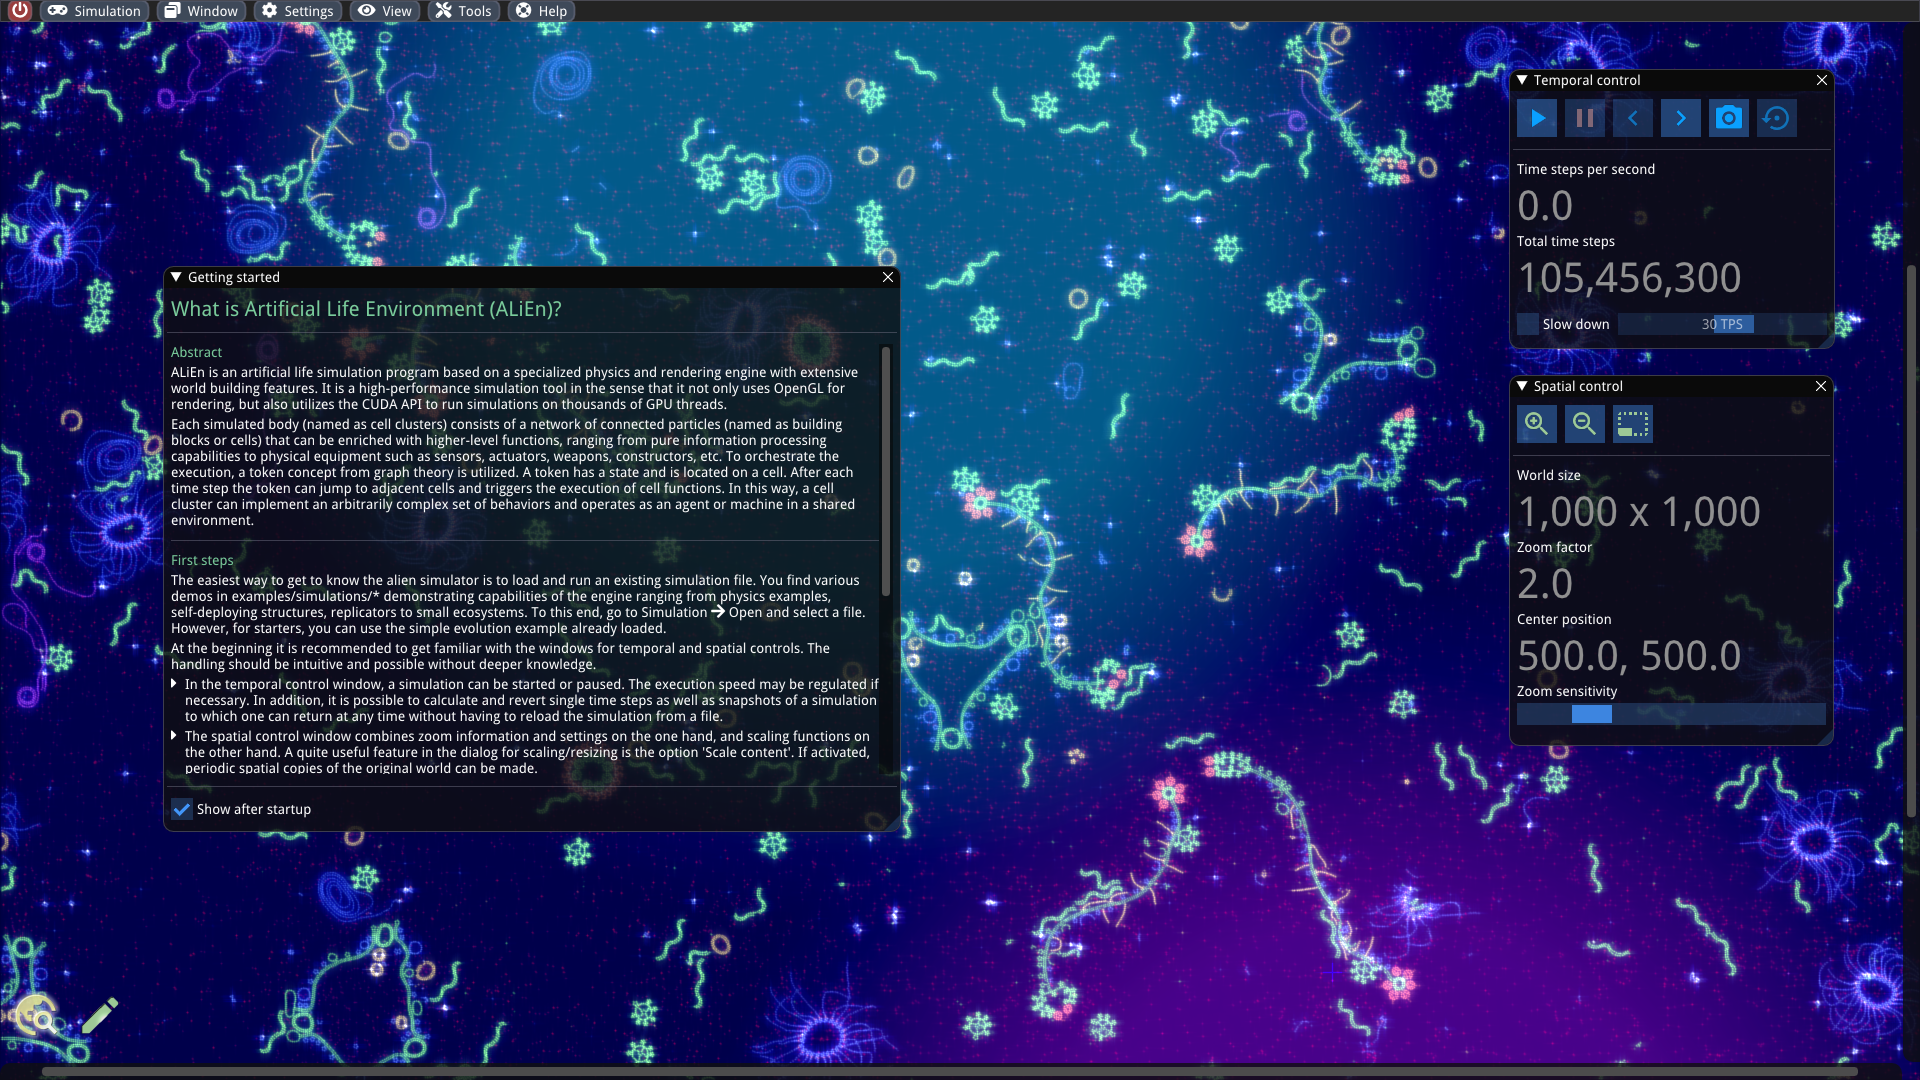 Simulation
Window
Settings
View
Tools
Help
Getting started
What is Artificial Life Environment (ALiEn)?
Abstract
ALiEn is an artificial life simulation program based on a specialized physics and rendering engine with extensive
world building features. It is a high-performance simulation tool in the sense that it not only uses OpenGL for
rendering, but also utilizes the CUDA API to run simulations on thousands of GPU threads.
Each simulated body (named as cell clusters) consists of a network of connected particles (named as building
blocks or cells) that can be enriched with higher-level functions, ranging from pure information processing
capabilities to physical equipment such as sensors, actuators, weapons, constructors, etc. To orchestrate the
execution, a token concept from graph theory is utilized. A token has a state and is located on a cell. After each
time step the token can jump to adjacent cells and triggers the execution of cell functions. In this way, a cell
cluster can implement an arbitrarily complex set of behaviors and operates as an agent or machine in a shared
environment.
First steps
The easiest way to get to know the alien simulator is to load and run an existing simulation file. You find various
demos in examples/simulations/* demonstrating capabilities of the engine ranging from physics examples,
self-deploying structures, replicators to small ecosystems. To this end, go to Simulation → Open and select a file.
However, for starters, you can use the simple evolution example already loaded.
At the beginning it is recommended to get familiar with the windows for temporal and spatial controls. The
handling should be intuitive and possible without deeper knowledge.
In the temporal control window, a simulation can be started or paused. The execution speed may be regulated if
necessary. In addition, it is possible to calculate and revert single time steps as well as snapshots of a simulation
to which one can return at any time without having to reload the simulation from a file.
The spatial control window combines zoom information and settings on the one hand, and scaling functions on
the other hand. A quite useful feature in the dialog for scaling/resizing is the option 'Scale content'. If activated,
periodic spatial copies of the original world can be made.
Show after startup
Temporal control
Time steps per second
0.0
Total time steps
105,456,300
Slow down
30 TPS
Spatial control
World size
1,000 x 1,000
Zoom factor
2.0
Center position
500.0, 500.0
Zoom sensitivity